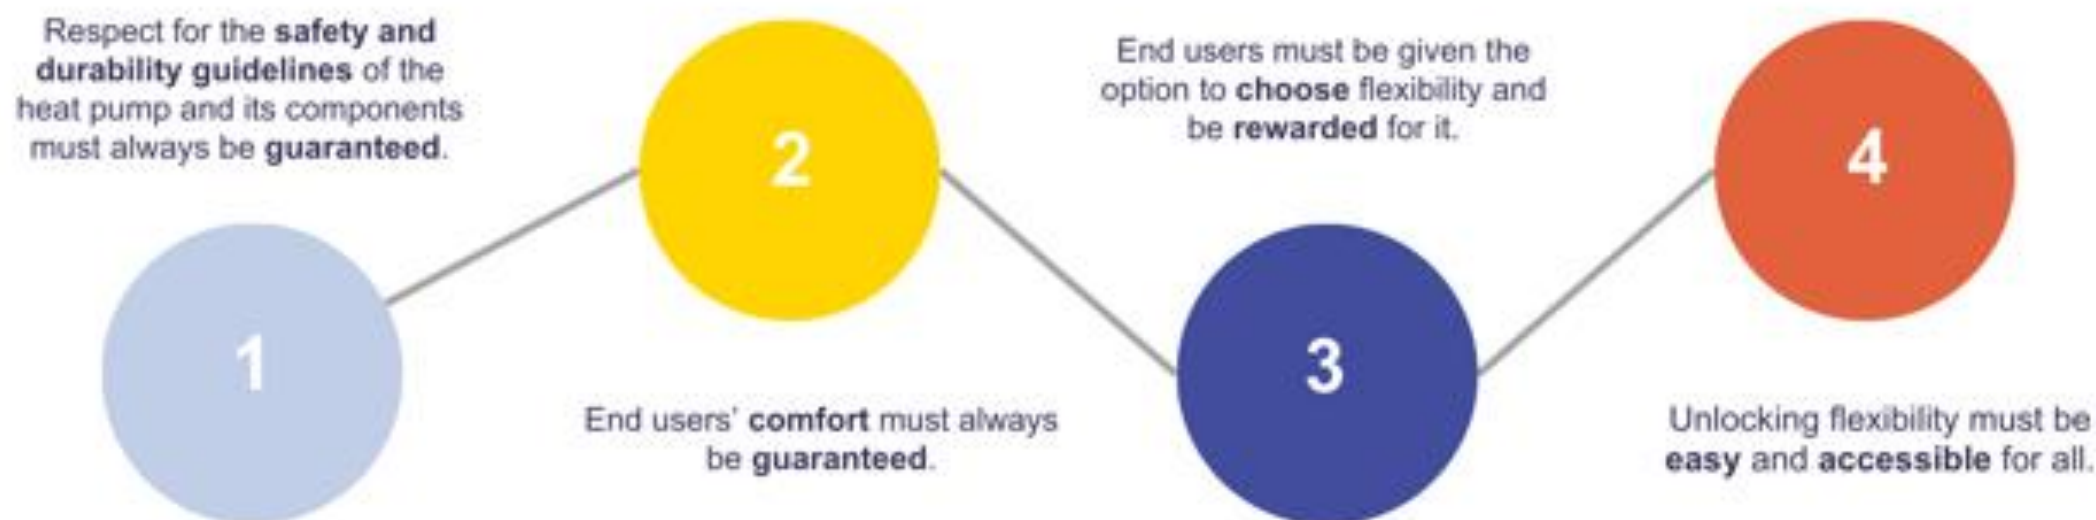 Respect for the safety and
durability guidelines of the
heat pump and its components
must always be guaranteed.
1
2
End users' comfort must always
be guaranteed.
End users must be given the
option to choose flexibility and
be rewarded for it.
3
4
Unlocking flexibility must be
easy and accessible for all.